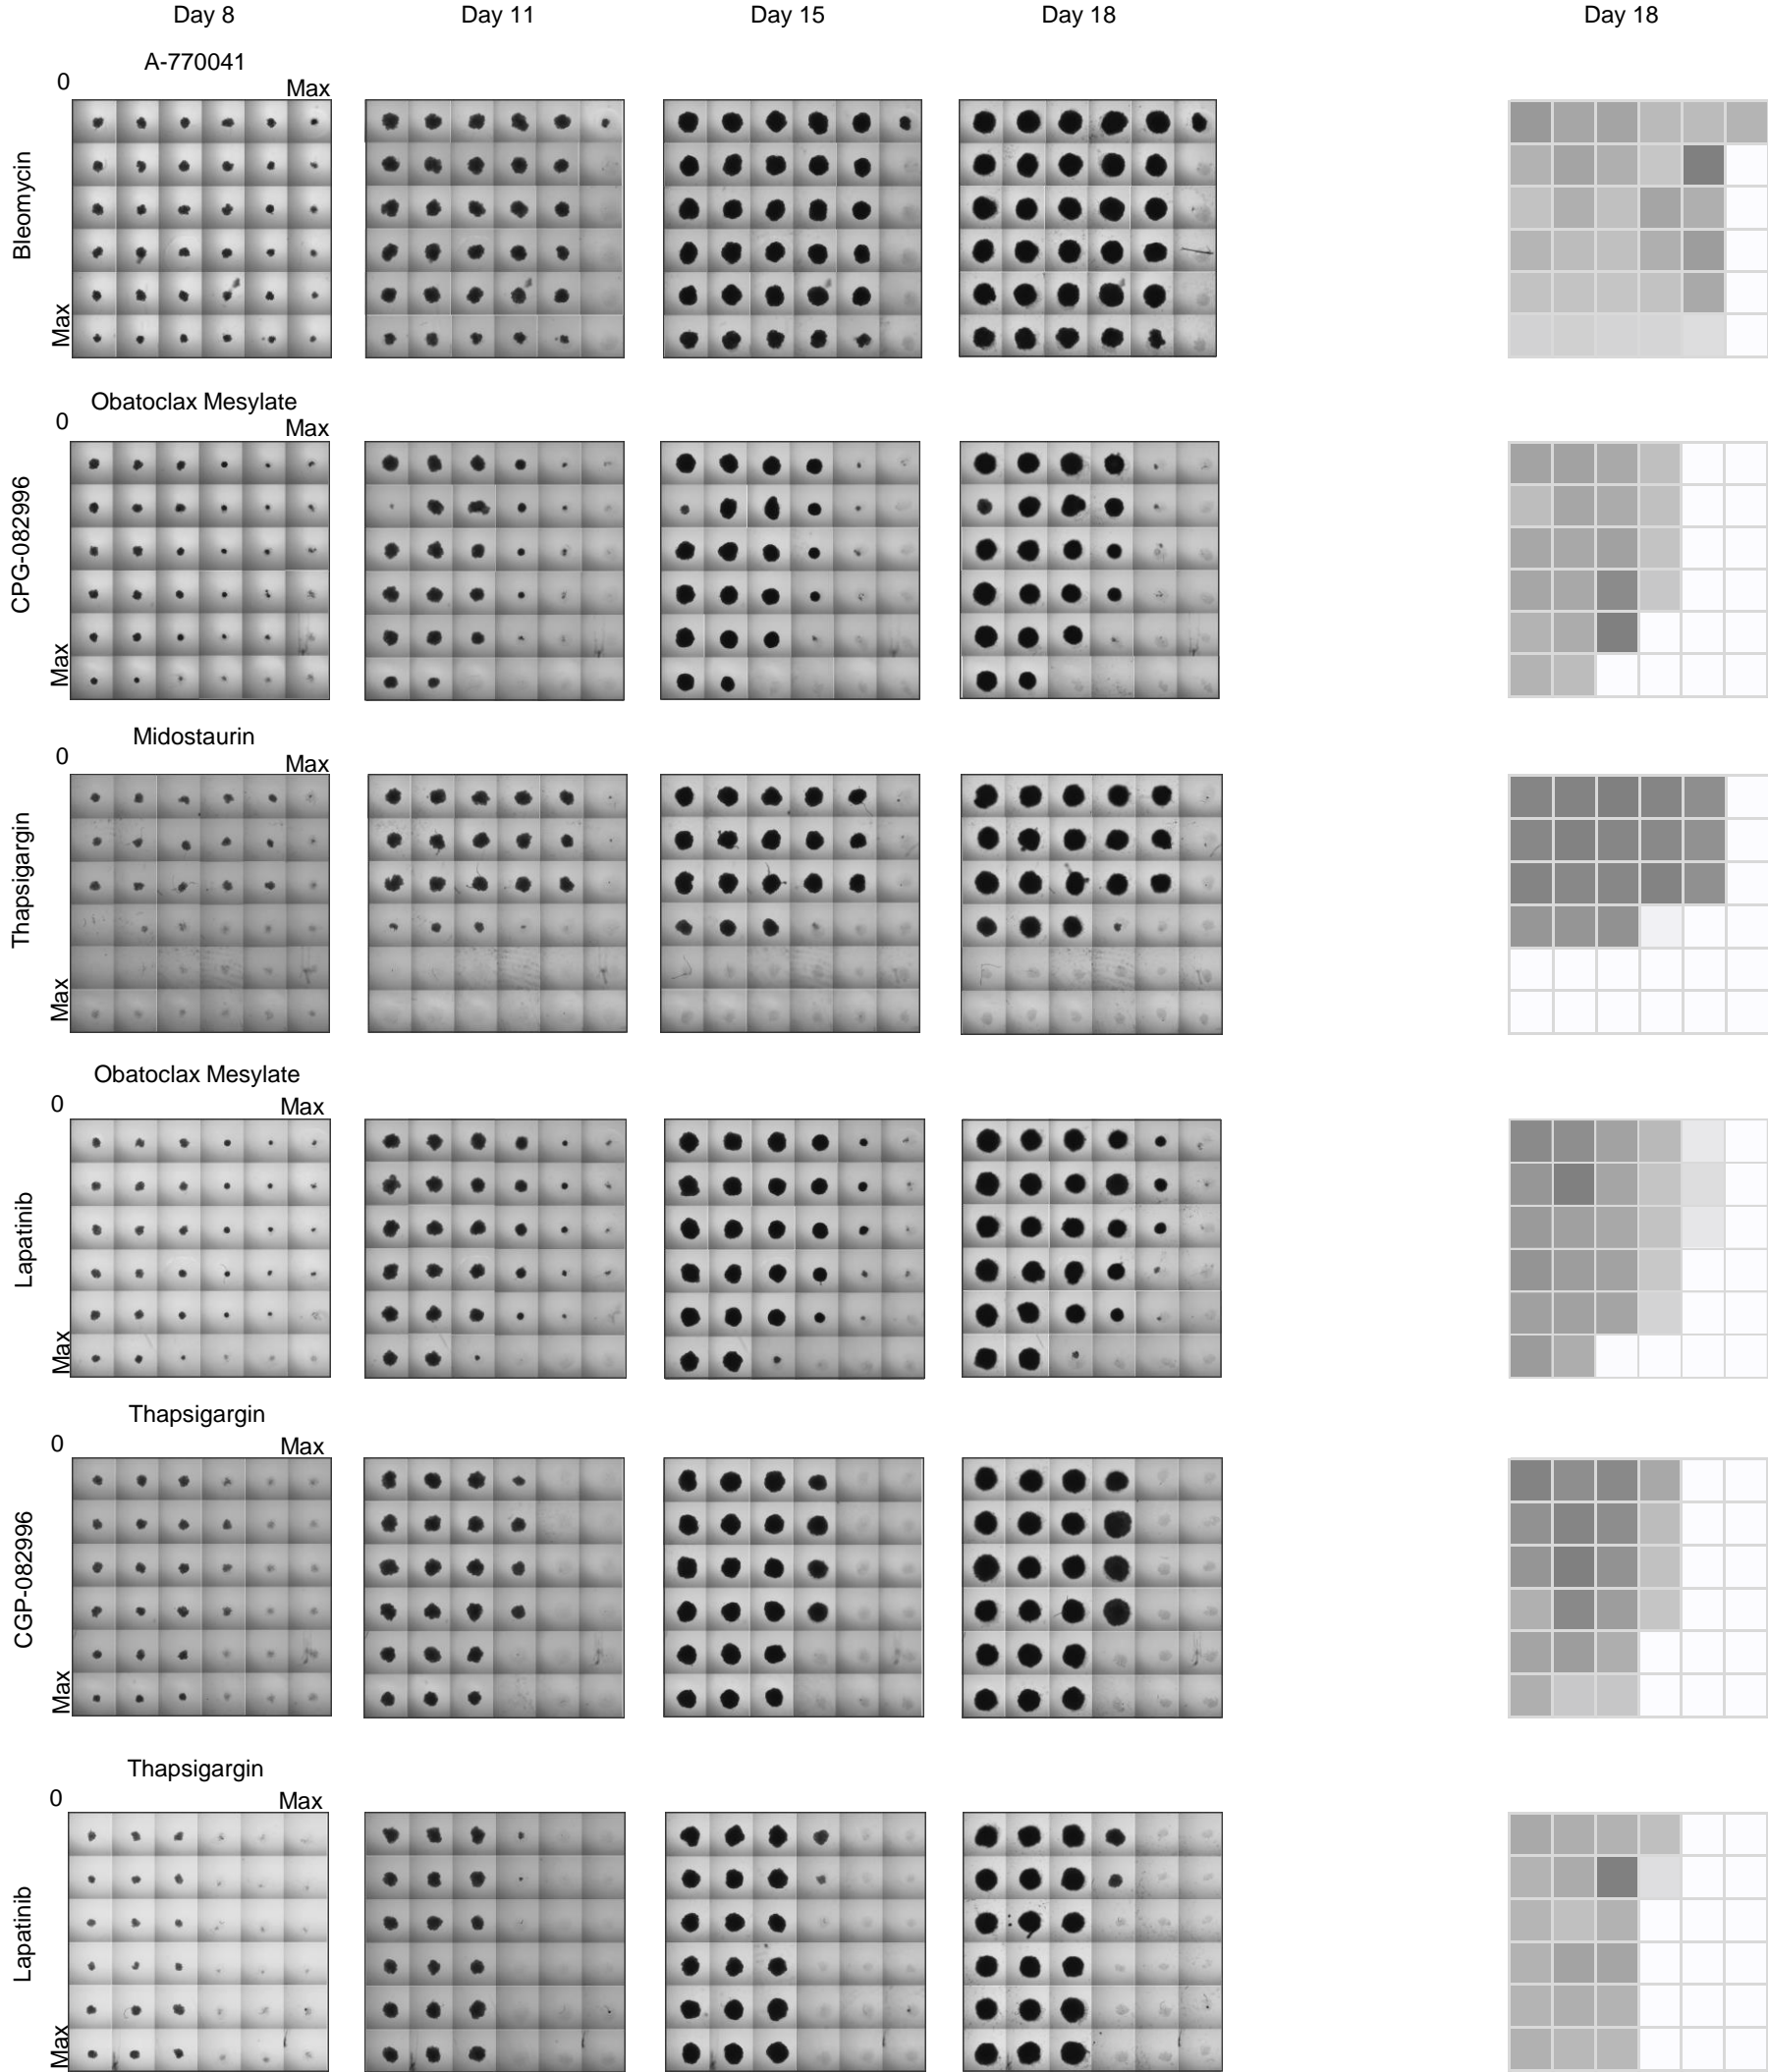 Day 8 Day 11 Day 15 Day 18 Day 18
A-770041
0 Max
Bleomycin
Max
Obatoclax Mesylate
0 Max
CPG-082996
Max
Midostaurin
0 Max
Thapsigargin
Max
Obatoclax Mesylate
0 Max
Lapatinib
Max
Thapsigargin
0 Max
CGP-082996
Max
Thapsigargin
0 Max
Lapatinib
Max